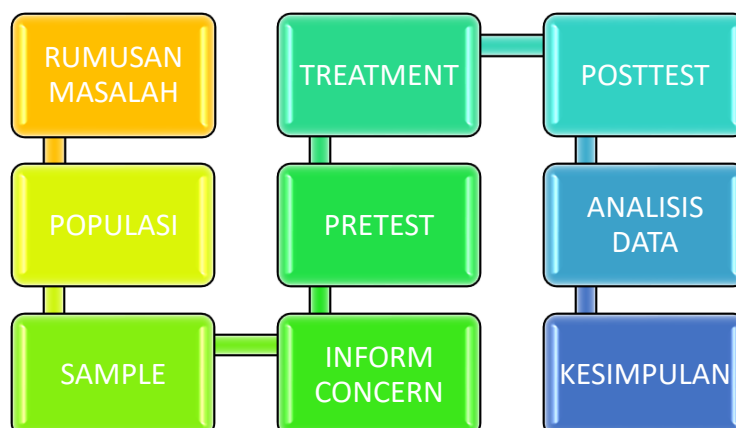 RUMUSAN
MASALAH
POPULASI
SAMPLE
INFORM
CONCERN
PRETEST
TREATMENT
POSTTEST
ANALISIS
DATA
KESIMPULAN